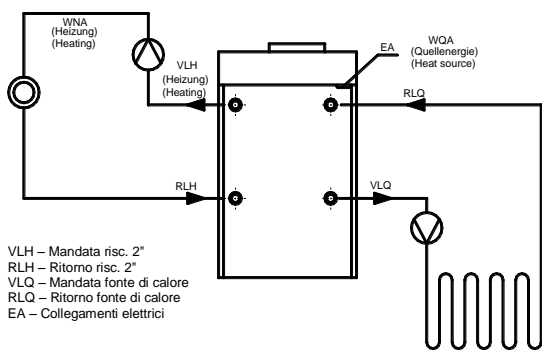 WNA
(Heizung)
(Heating)
VLH
(Heizung)
(Heating)
EA
WQA
(Quellenergie)
(Heat source)
RLQ
RLH
VLQ
VLH – Mandata risc. 2"
RLH – Ritorno risc. 2"
VLQ – Mandata fonte di calore
RLQ – Ritorno fonte di calore
EA – Collegamenti elettrici